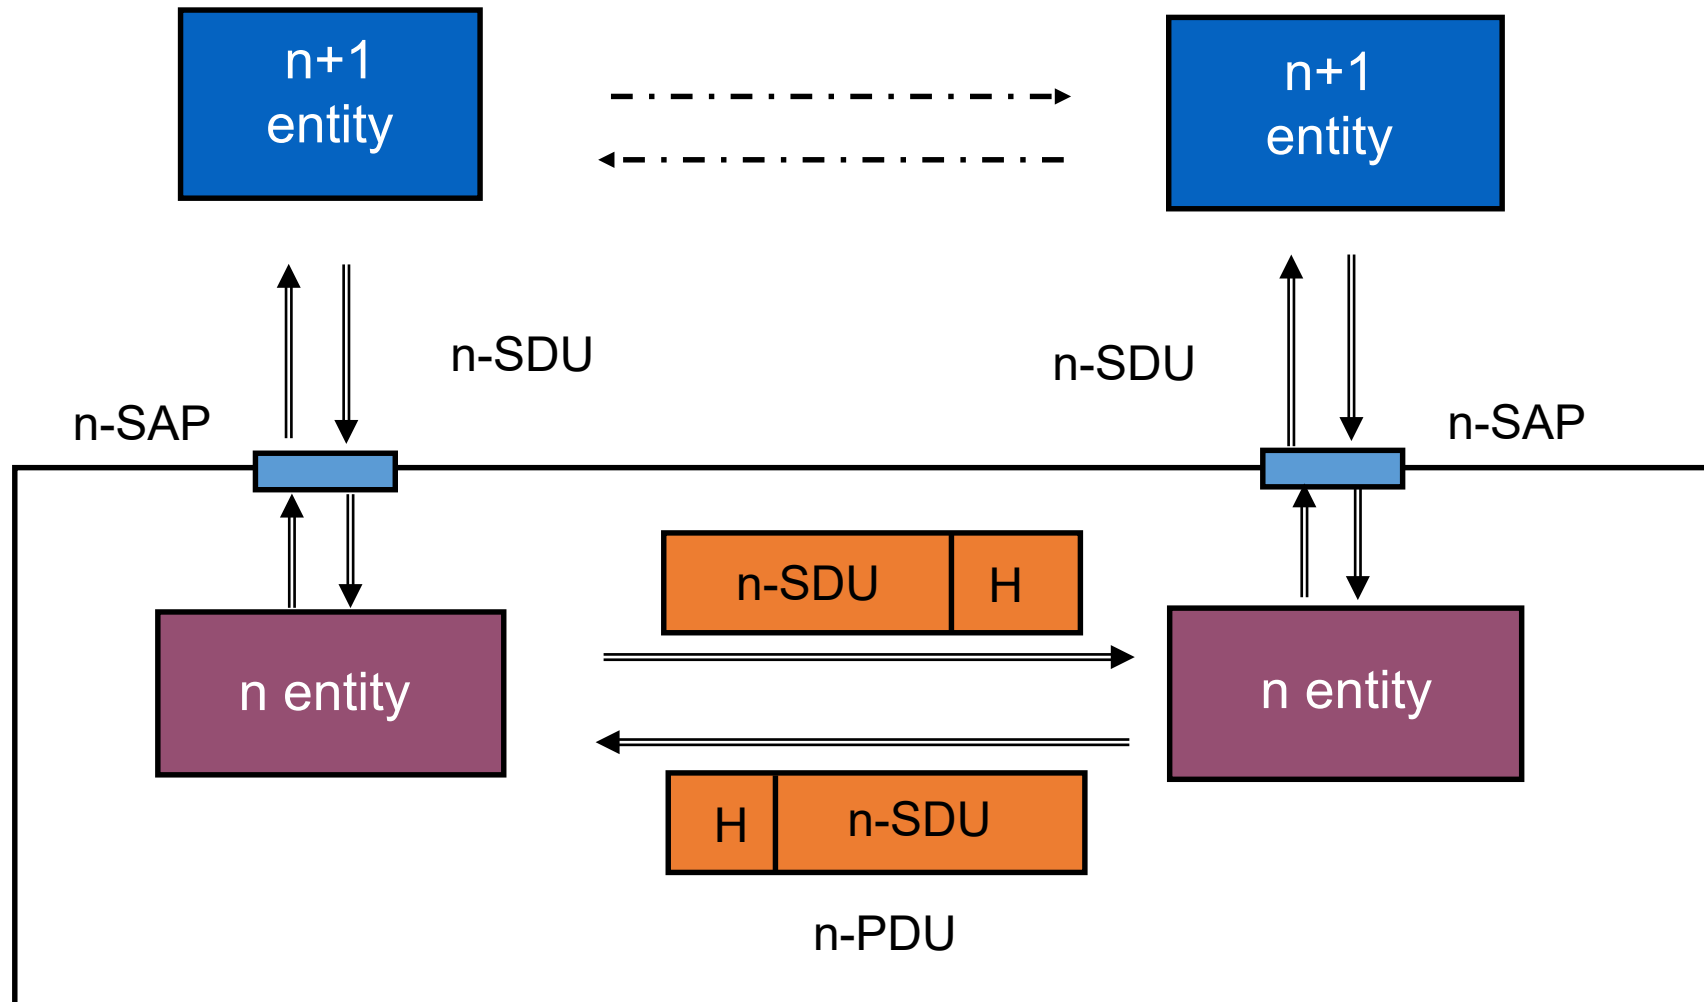 n+1
entity
n+1
entity
n-SDU
n-SDU
n-SAP
n-SAP
n-SDU
H
n entity
n entity
H
n-SDU
n-PDU